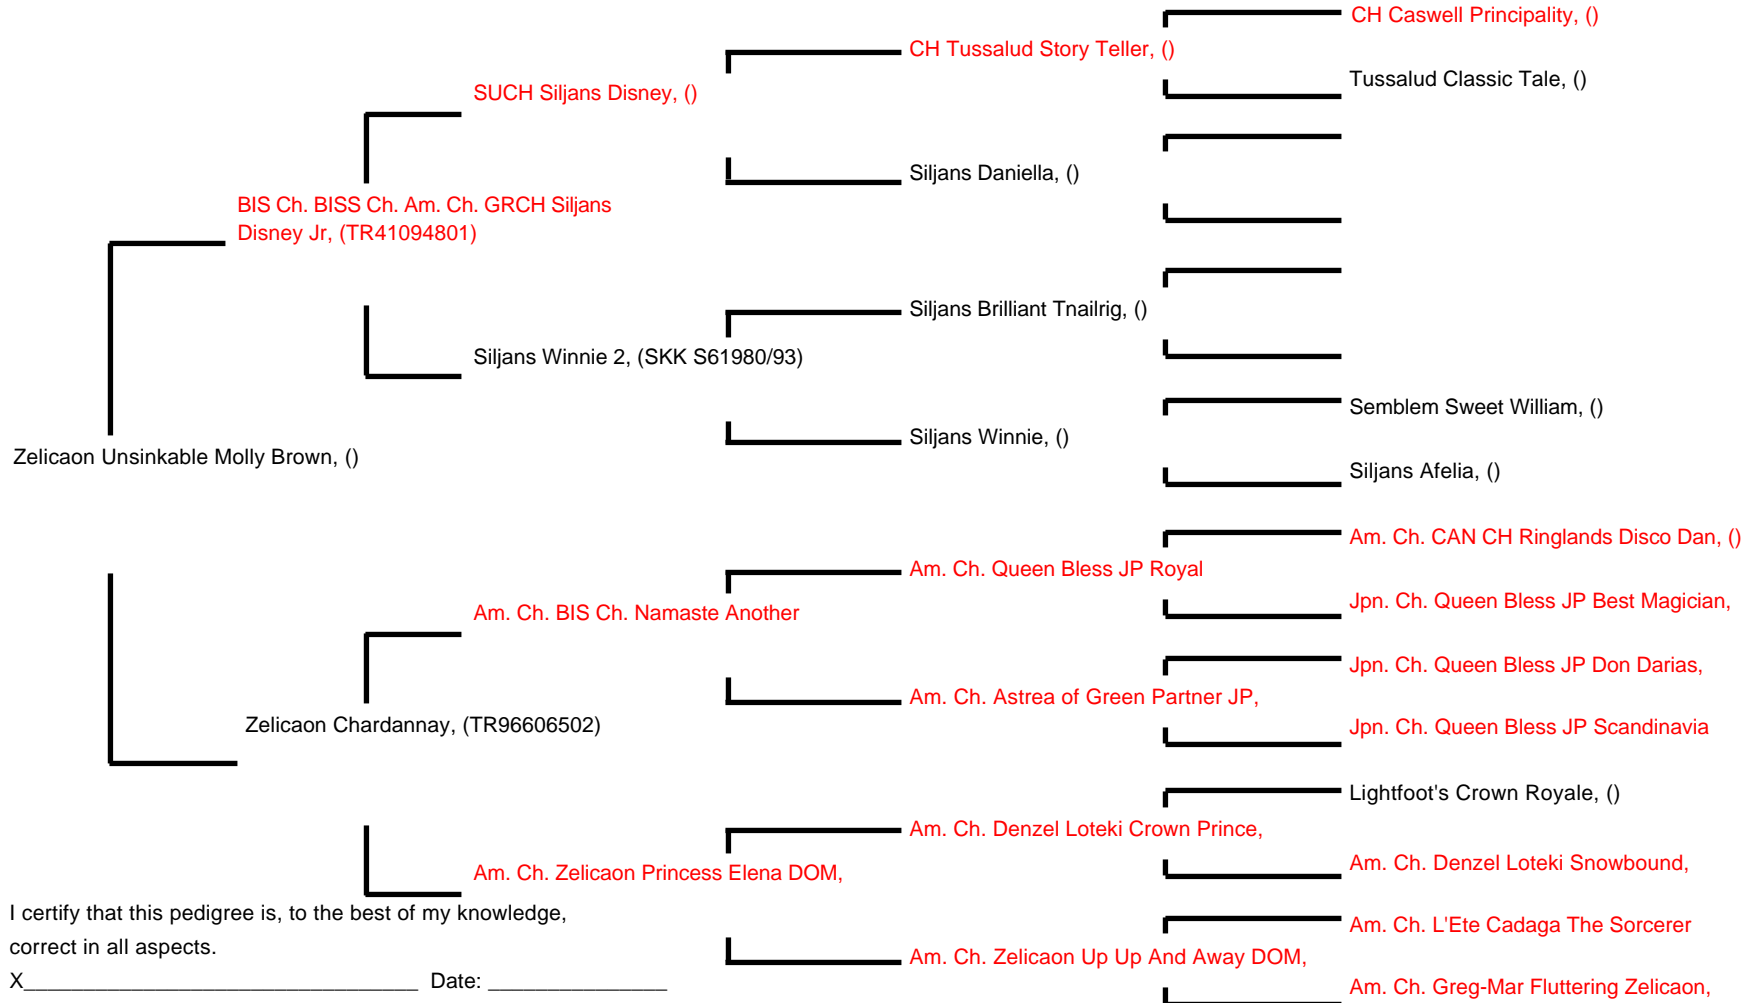 CH Caswell Principality, ()
CH Tussalud Story Teller, ()
Tussalud Classic Tale, ()
SUCH Siljans Disney, ()
Siljans Daniella, ()
BIS Ch. BISS Ch. Am. Ch. GRCH Siljans
Disney Jr, (TR41094801)
Siljans Brilliant Tnailrig, ()
Siljans Winnie 2, (SKK S61980/93)
Semblem Sweet William, ()
Siljans Winnie, ()
Siljans Afelia, ()
Zelicaon Unsinkable Molly Brown, ()
Am. Ch. CAN CH Ringlands Disco Dan, ()
Am. Ch. Queen Bless JP Royal
Jpn. Ch. Queen Bless JP Best Magician,
Am. Ch. BIS Ch. Namaste Another
Jpn. Ch. Queen Bless JP Don Darias,
Am. Ch. Astrea of Green Partner JP,
Jpn. Ch. Queen Bless JP Scandinavia
Zelicaon Chardannay, (TR96606502)
Lightfoot's Crown Royale, ()
Am. Ch. Denzel Loteki Crown Prince,
Am. Ch. Denzel Loteki Snowbound,
Am. Ch. Zelicaon Princess Elena DOM,
Am. Ch. L'Ete Cadaga The Sorcerer
Am. Ch. Zelicaon Up Up And Away DOM,
Am. Ch. Greg-Mar Fluttering Zelicaon,
I certify that this pedigree is, to the best of my knowledge,
correct in all aspects.
X_________________________________ Date: _______________